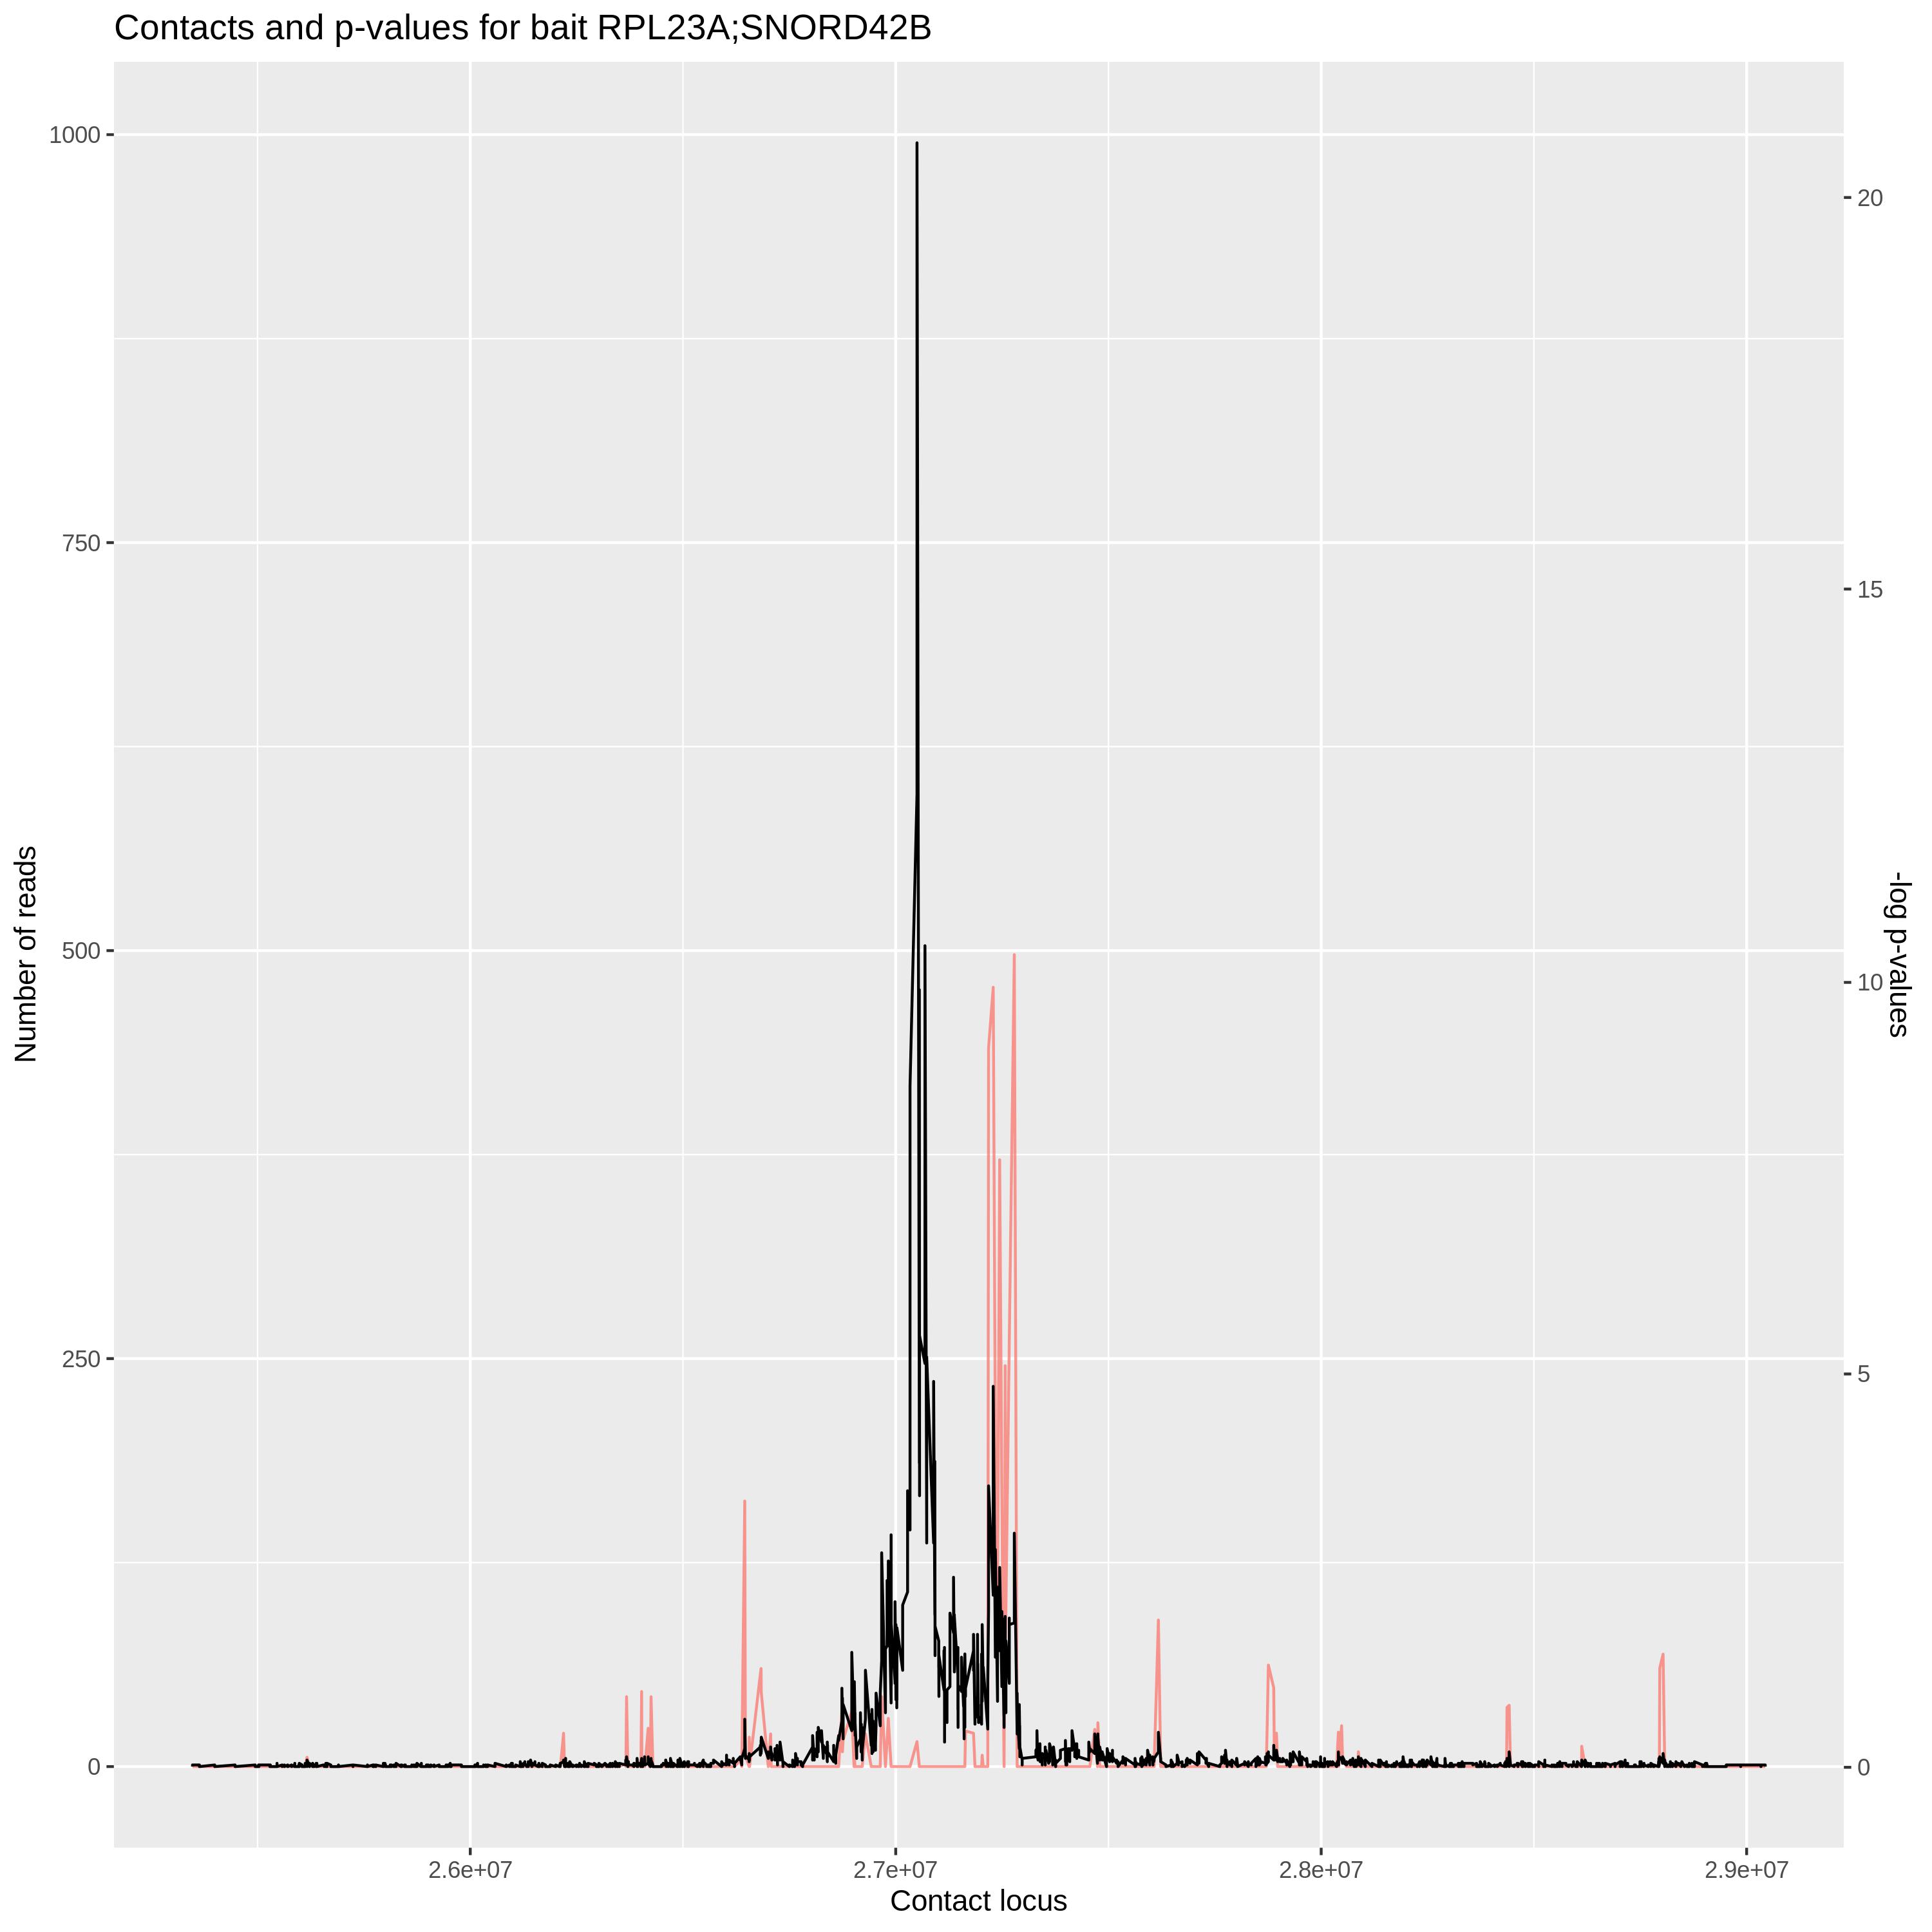 Contacts and p-values for bait RPL23A;SNORD42B
1000
750
500
250
0
Number of reads
20
15
10
5
0
-log p-values
2.6e+07
2.7e+07
2.8e+07
2.9e+07
Contact locus